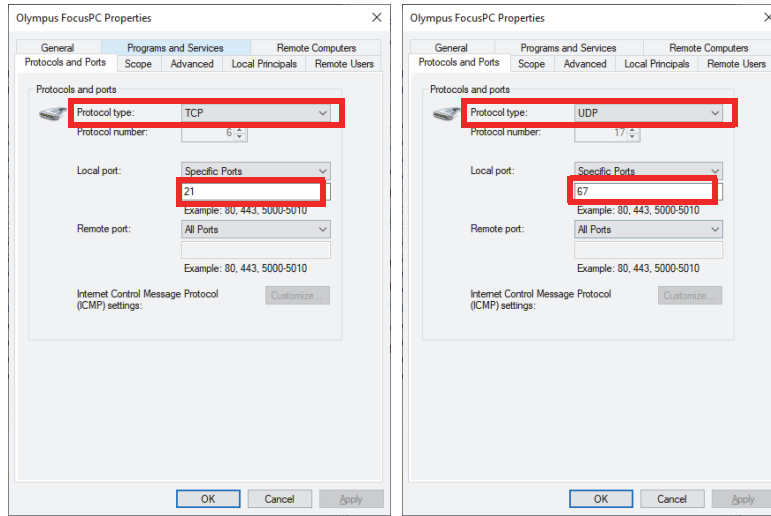 Olympus FocusPC Properties
General Programs and Services Remote Computers
Protocols and Ports Scope Advanced Local Principals Remote Users
Protocols and ports
Protocol type: TCP
Protocol number: 6
Local port: Specific Ports
21
Example: 80, 443, 5000-5010
Remote port: All Ports
Example: 80, 443, 5000-5010
Internet Control Message Protocol
(ICMP) settings:
Customize...
OK Cancel Apply
Olympus FocusPC Properties
General Programs and Services Remote Computers
Protocols and Ports Scope Advanced Local Principals Remote Users
Protocols and ports
Protocol type: UDP
Protocol number: 17
Local port: Specific Ports
67
Example: 80, 443, 5000-5010
Remote port: All Ports
Example: 80, 443, 5000-5010
Internet Control Message Protocol
(ICMP) settings:
Customize...
OK Cancel Apply